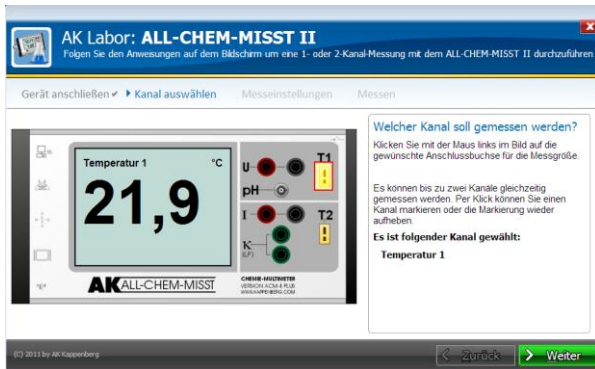 AK Labor: ALL-CHEM-MISST II
Folgen Sie den Anweisungen auf dem Bildschirm um eine 1- oder 2-Kanal-Messung mit dem ALL-CHEM-MISST II durchzuführen
Gerät anschließen Kanal auswählen Messeinstellungen Messen
Temperatur 1 °C
21,9
U
T1
pH
I
T2
K
(LF)
AK ALL-CHEM-MISST
CHEMIE-MULTIMETER
VERSION ACM-II PLUS
WWW.KAPPENBERG.COM
Welcher Kanal soll gemessen werden?
Klicken Sie mit der Maus links im Bild auf die
gewünschte Anschlussbuchse für die Messgröße.
Es können bis zu zwei Kanäle gleichzeitig
gemessen werden. Per Klick können Sie einen
Kanal markieren oder die Markierung wieder
aufheben.
Es ist folgender Kanal gewählt:
Temperatur 1
(C) 2011 by AK Kappenberg
Zurück
Weiter